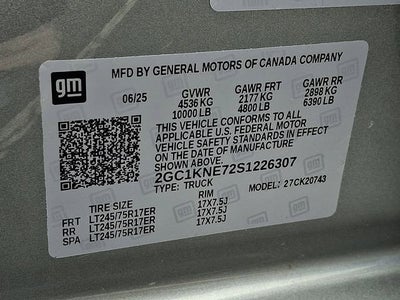 gm
MFD BY GENERAL MOTORS OF CANADA COMPANY
06/25 GVWR GAWR FRT GAWR RR
4536 KG 2177 KG 2898 KG
10000 LB 4800 LB 6390 LB
THIS VEHICLE CONFORMS TO ALL
APPLICABLE U.S. FEDERAL MOTOR
VEHICLE SAFETY STANDARDS IN EFFECT
ON THE DATE OF MANUFACTURE
SHOWN ABOVE.
2GC1KNE72S1226307
TYPE: TRUCK MODEL: 27CK20743
TIRE SIZE RIM
FRT LT245/75R17ER 17X7.5J
RR LT245/75R17ER 17X7.5J
SPA LT245/75R17ER 17X7.5J